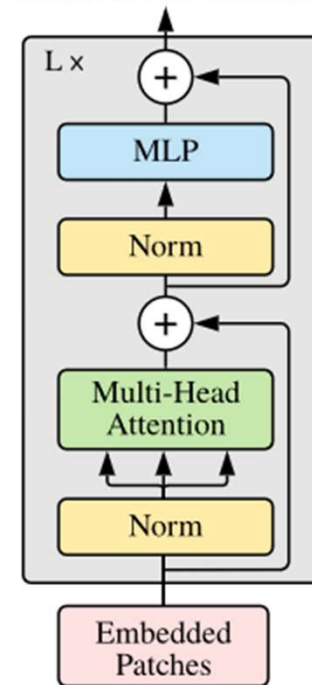 L ×
+
MLP
Norm
+
Multi-Head
Attention
Norm
Embedded
Patches